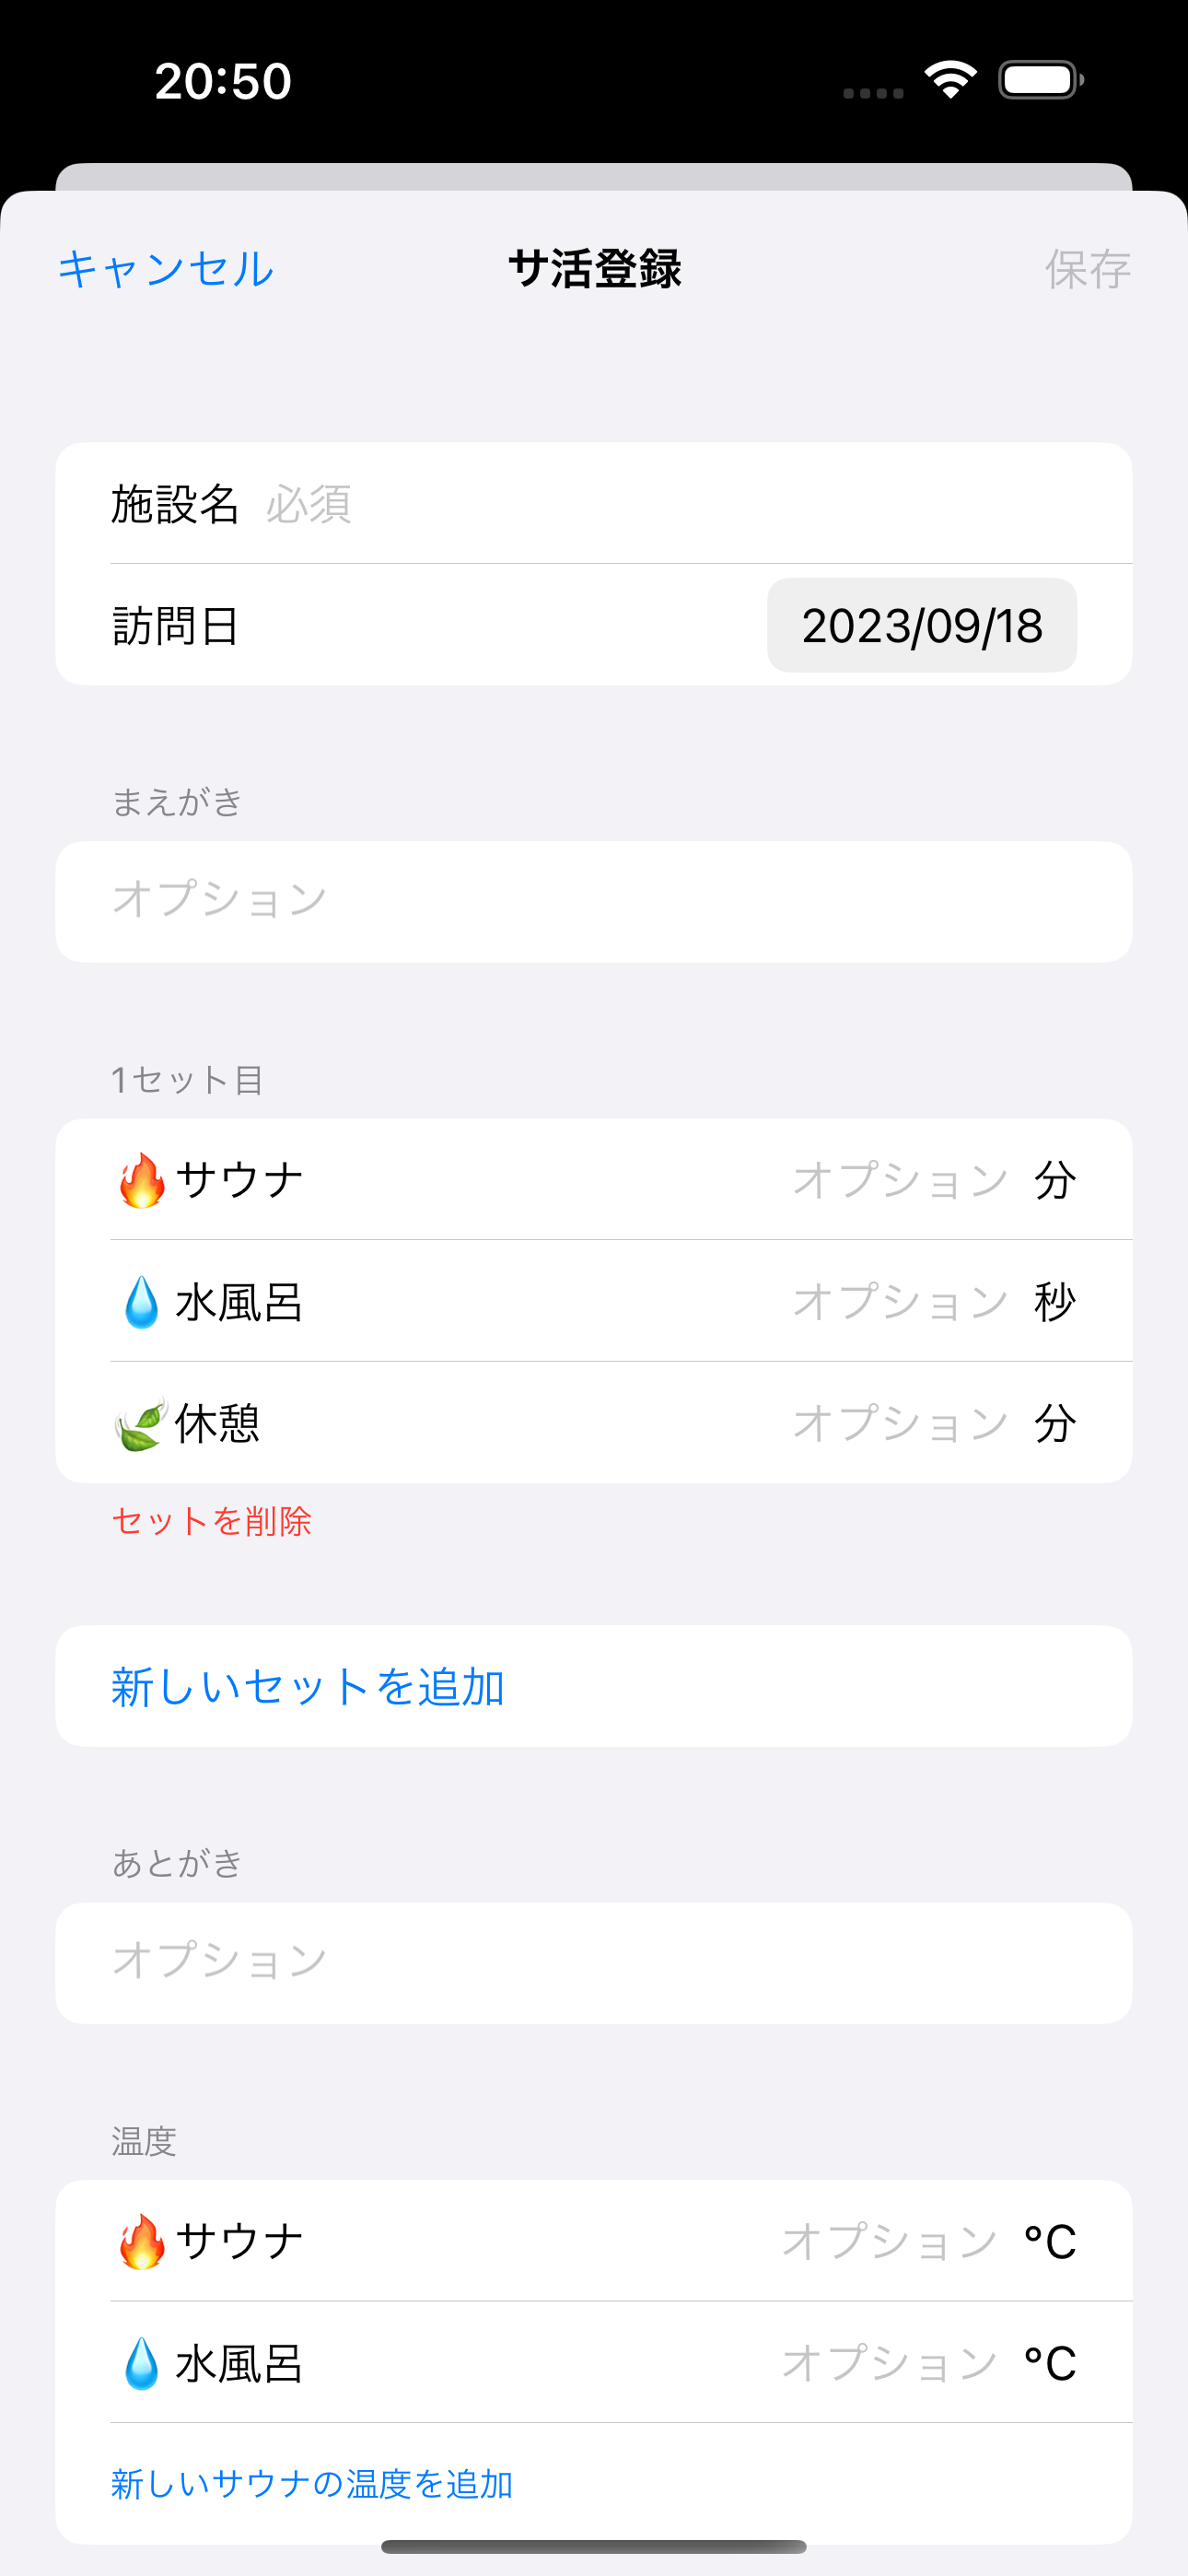 20:50
キャンセル サ活登録 保存
施設名 必須
訪問日 2023/09/18
まえがき
オプション
1セット目
🔥サウナ オプション 分
💧水風呂 オプション 秒
🍃休憩 オプション 分
セットを削除
新しいセットを追加
あとがき
オプション
温度
🔥サウナ オプション °C
💧水風呂 オプション °C
新しいサウナの温度を追加